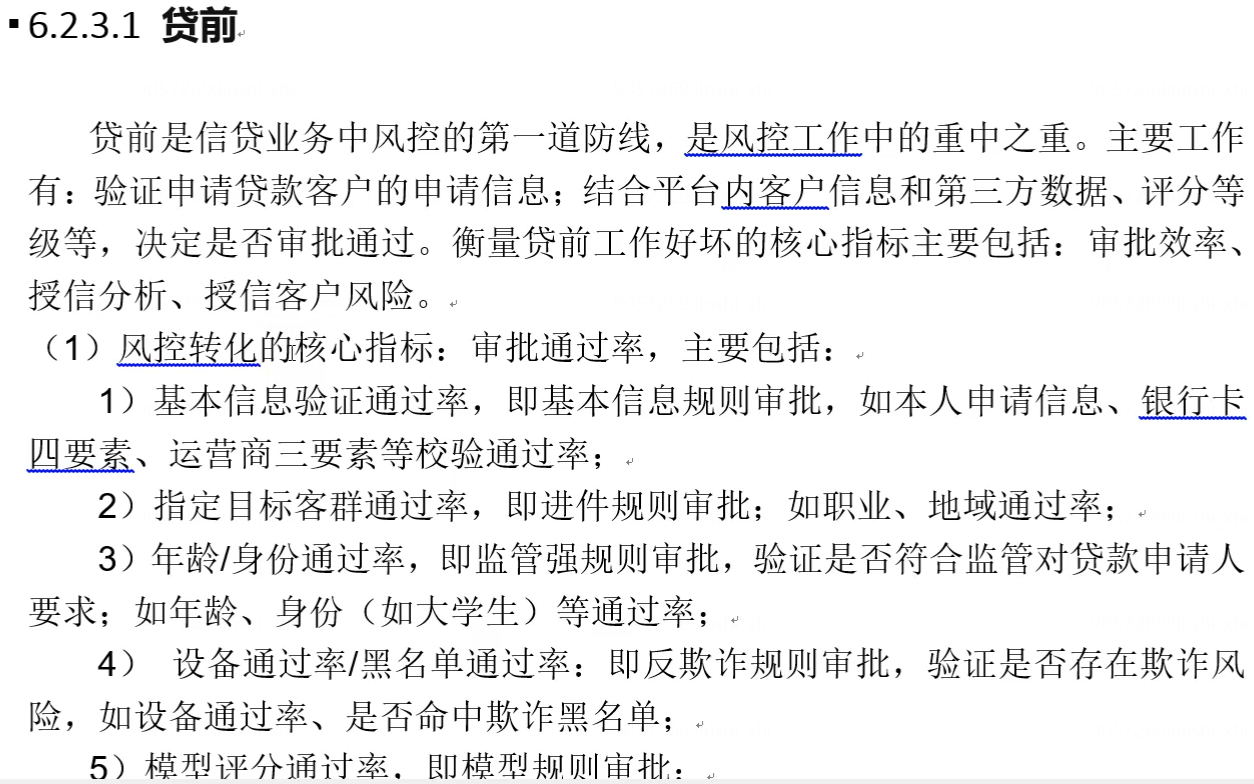 6.2.3.1 贷前
贷前是信贷业务中风控的第一道防线，是风控工作中的重中之重。主要工作
有：验证申请贷款客户的申请信息；结合平台内客户信息和第三方数据、评分等
级等，决定是否审批通过。衡量贷前工作好坏的核心指标主要包括：审批效率、
授信分析、授信客户风险。
（1）风控转化的核心指标：审批通过率，主要包括：
1）基本信息验证通过率，即基本信息规则审批，如本人申请信息、银行卡
四要素、运营商三要素等校验通过率；
2）指定目标客群通过率，即进件规则审批；如职业、地域通过率；
3）年龄/身份通过率，即监管强规则审批，验证是否符合监管对贷款申请人
要求；如年龄、身份（如大学生）等通过率；
4） 设备通过率/黑名单通过率：即反欺诈规则审批，验证是否存在欺诈风
险，如设备通过率、是否命中欺诈黑名单；
5）模型评分通过率，即模型规则审批；